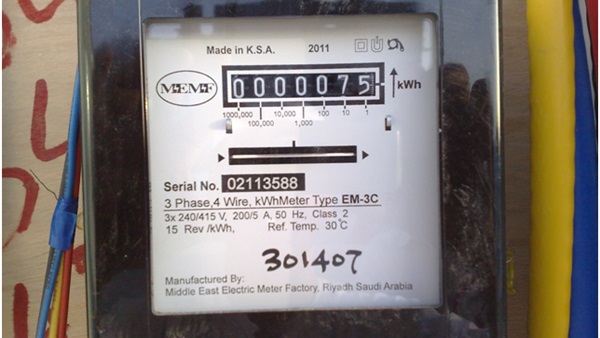 Made in K.S.A. 2011
MEMF
0000075 kWh
1000,000 10,000 100 10 1
100,000 1,000
Serial No. 02113588
3 Phase,4 Wire, kWhMeter Type EM-3C
3x 240/415 V, 200/5 A, 50 Hz, Class 2
15 Rev /kWh, Ref. Temp. 30°C
301407
Manufactured By:
Middle East Electric Meter Factory, Riyadh Saudi Arabia